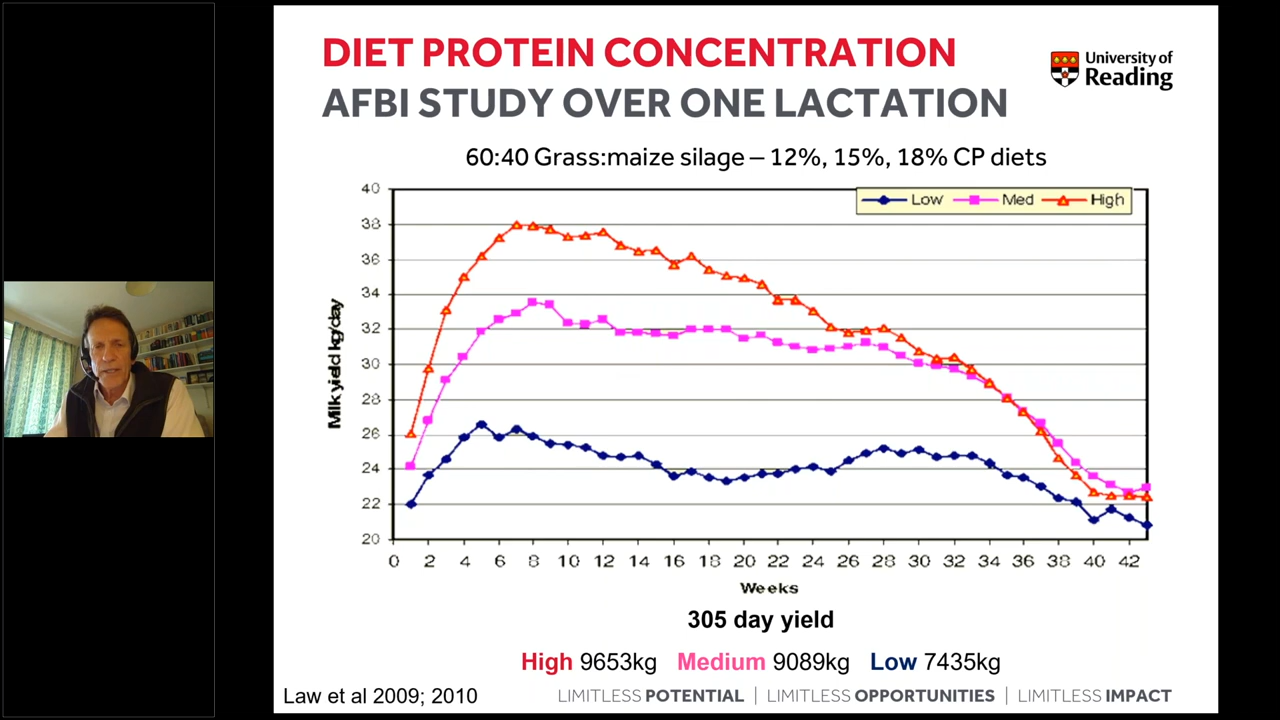 DIET PROTEIN CONCENTRATION
AFBI STUDY OVER ONE LACTATION
University of
Reading
60:40 Grass:maize silage – 12%, 15%, 18% CP diets
Low Med High
40
38
36
34
32
30
28
26
24
22
20
Milk yield kg/day
0 2 4 6 8 10 12 14 16 18 20 22 24 26 28 30 32 34 36 38 40 42
Weeks
305 day yield
High 9653kg Medium 9089kg Low 7435kg
Law et al 2009; 2010
LIMITLESS POTENTIAL | LIMITLESS OPPORTUNITIES | LIMITLESS IMPACT